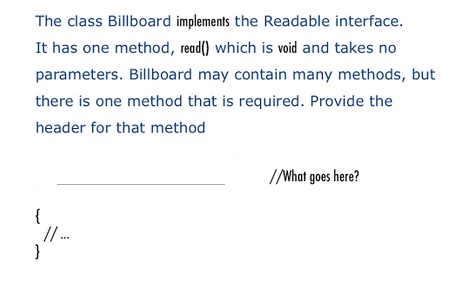 The class Billboard implements the Readable interface.
It has one method, read() which is void and takes no
parameters. Billboard may contain many methods, but
there is one method that is required. Provide the
header for that method
//What goes here?
{
// ...
}